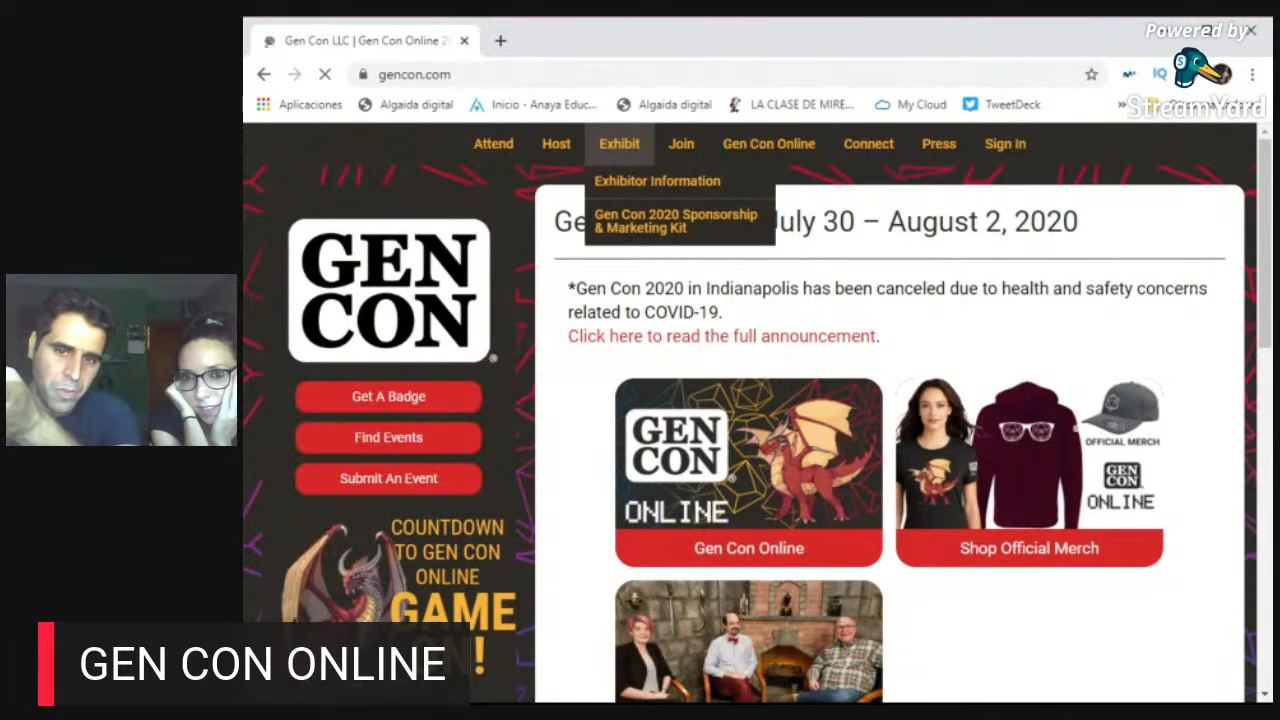 Powered by
StreamYard
Gen Con LLC | Gen Con Online 2
gencon.com
IQ
Aplicaciones
Algaida digital
Inicio - Anaya Educ...
Algaida digital
LA CLASE DE MIRE...
My Cloud
TweetDeck
»
Attend
Host
Exhibit
Join
Gen Con Online
Connect
Press
Sign In
Exhibitor Information
Gen Con 2020 Sponsorship
& Marketing Kit
Ge
July 30 – August 2, 2020
*Gen Con 2020 in Indianapolis has been canceled due to health and safety concerns
related to COVID-19.
Click here to read the full announcement.
GEN
CON®
Get A Badge
Find Events
Submit An Event
COUNTDOWN
TO GEN CON
ONLINE
GAME
!
GEN
CON®
ONLINE
Gen Con Online
OFFICIAL MERCH
GEN
CON
ONLINE
Shop Official Merch
GEN CON ONLINE